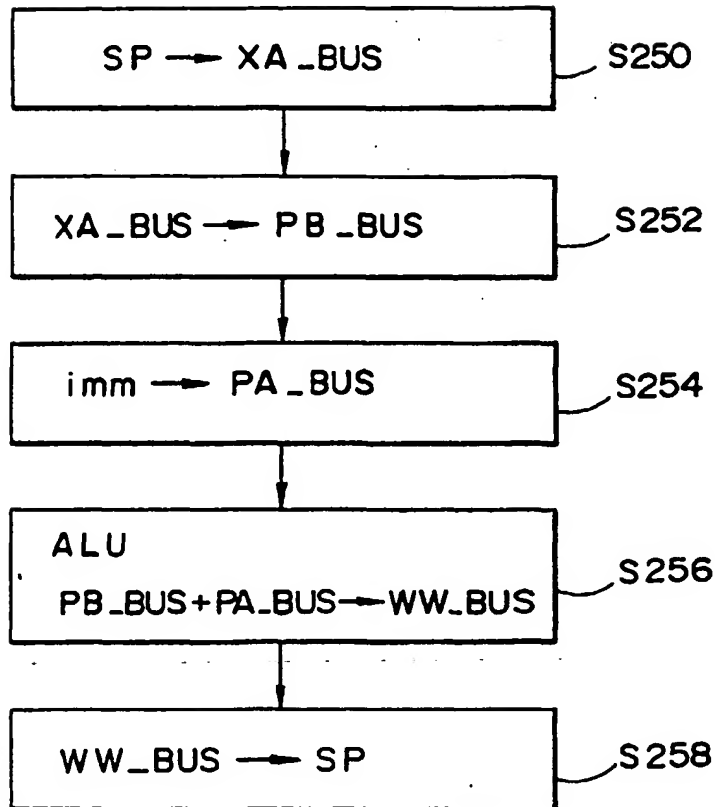 SP → XA_BUS
S250
XA_BUS → PB_BUS
S252
imm → PA_BUS
S254
ALU
PB_BUS+PA_BUS→WW_BUS
S256
WW_BUS → SP
S258